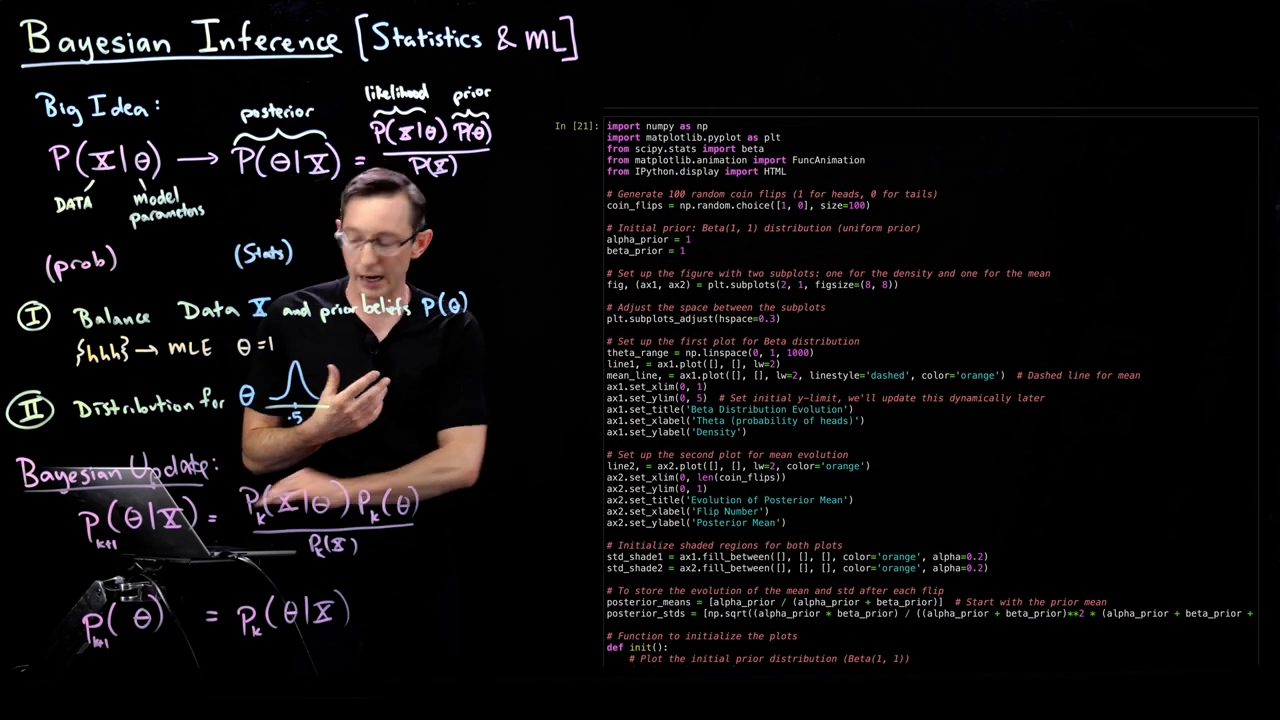 Bayesian Inference [Statistics & ML]
Big Idea:
posterior
likelihood prior
P(X|θ) → P(θ|X) = P(X|θ) P(θ) / P(X)
DATA
Model
parameters
(prob) (Stats)
I Balance Data X and prior beliefs P(θ)
{hhh} → MLE θ=1
II Distribution for θ
.5
Bayesian Update:
P_{k+1}(θ|X) = P_k(X|θ) P_k(θ) / P_k(X)
P_{k+1}(θ) = P_k(θ|X)
In [21]:
import numpy as np
import matplotlib.pyplot as plt
from scipy.stats import beta
from matplotlib.animation import FuncAnimation
from IPython.display import HTML
# Generate 100 random coin flips (1 for heads, 0 for tails)
coin_flips = np.random.choice([1, 0], size=100)
# Initial prior: Beta(1, 1) distribution (uniform prior)
alpha_prior = 1
beta_prior = 1
# Set up the figure with two subplots: one for the density and one for the mean
fig, (ax1, ax2) = plt.subplots(2, 1, figsize=(8, 8))
# Adjust the space between the subplots
plt.subplots_adjust(hspace=0.3)
# Set up the first plot for Beta distribution
theta_range = np.linspace(0, 1, 1000)
line1, = ax1.plot([], [], lw=2)
mean_line, = ax1.plot([], [], lw=2, linestyle='dashed', color='orange')  # Dashed line for mean
ax1.set_xlim(0, 1)
ax1.set_ylim(0, 5)  # Set initial y-limit, we'll update this dynamically later
ax1.set_title('Beta Distribution Evolution')
ax1.set_xlabel('Theta (probability of heads)')
ax1.set_ylabel('Density')
# Set up the second plot for mean evolution
line2, = ax2.plot([], [], lw=2, color='orange')
ax2.set_xlim(0, len(coin_flips))
ax2.set_ylim(0, 1)
ax2.set_title('Evolution of Posterior Mean')
ax2.set_xlabel('Flip Number')
ax2.set_ylabel('Posterior Mean')
# Initialize shaded regions for both plots
std_shade1 = ax1.fill_between([], [], [], color='orange', alpha=0.2)
std_shade2 = ax2.fill_between([], [], [], color='orange', alpha=0.2)
# To store the evolution of the mean and std after each flip
posterior_means = [alpha_prior / (alpha_prior + beta_prior)]  # Start with the prior mean
posterior_stds = [np.sqrt((alpha_prior * beta_prior) / ((alpha_prior + beta_prior)**2 * (alpha_prior + beta_prior +
# Function to initialize the plots
def init():
# Plot the initial prior distribution (Beta(1, 1))